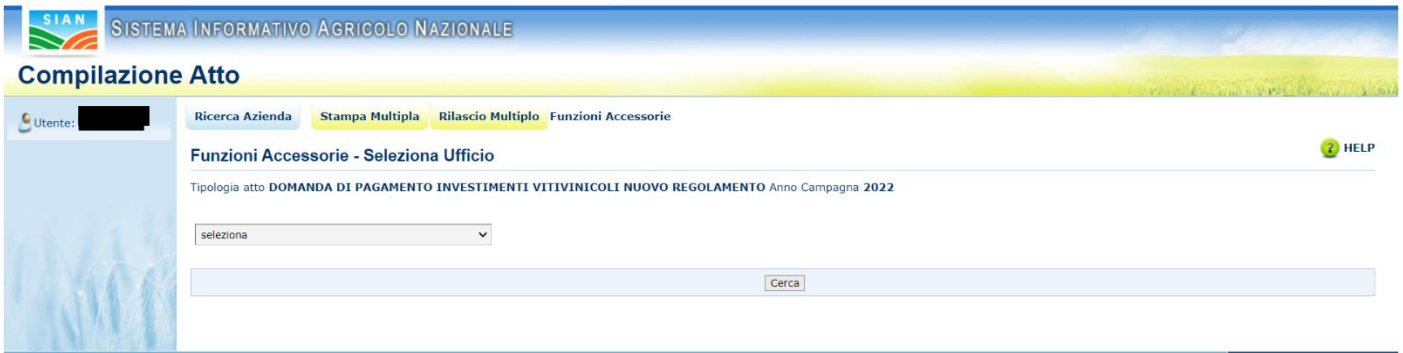 SIAN
SISTEMA INFORMATIVO AGRICOLO NAZIONALE
Compilazione Atto
Utente:
Ricerca Azienda Stampa Multipla Rilascio Multiplo Funzioni Accessorie
HELP
Funzioni Accessorie - Seleziona Ufficio
Tipologia atto DOMANDA DI PAGAMENTO INVESTIMENTI VITIVINICOLI NUOVO REGOLAMENTO Anno Campagna 2022
seleziona
Cerca